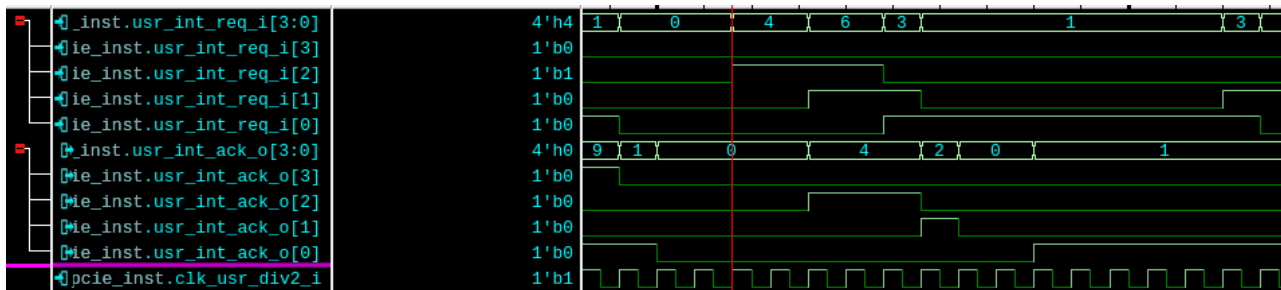 _inst.usr_int_req_i[3:0] 4'h4 1 0 4 6 3 1 3
ie_inst.usr_int_req_i[3] 1'b0
ie_inst.usr_int_req_i[2] 1'b1
ie_inst.usr_int_req_i[1] 1'b0
ie_inst.usr_int_req_i[0] 1'b0
_inst.usr_int_ack_o[3:0] 4'h0 9 1 0 4 2 0 1
ie_inst.usr_int_ack_o[3] 1'b0
ie_inst.usr_int_ack_o[2] 1'b0
ie_inst.usr_int_ack_o[1] 1'b0
ie_inst.usr_int_ack_o[0] 1'b0
pcie_inst.clk_usr_div2_i 1'b1